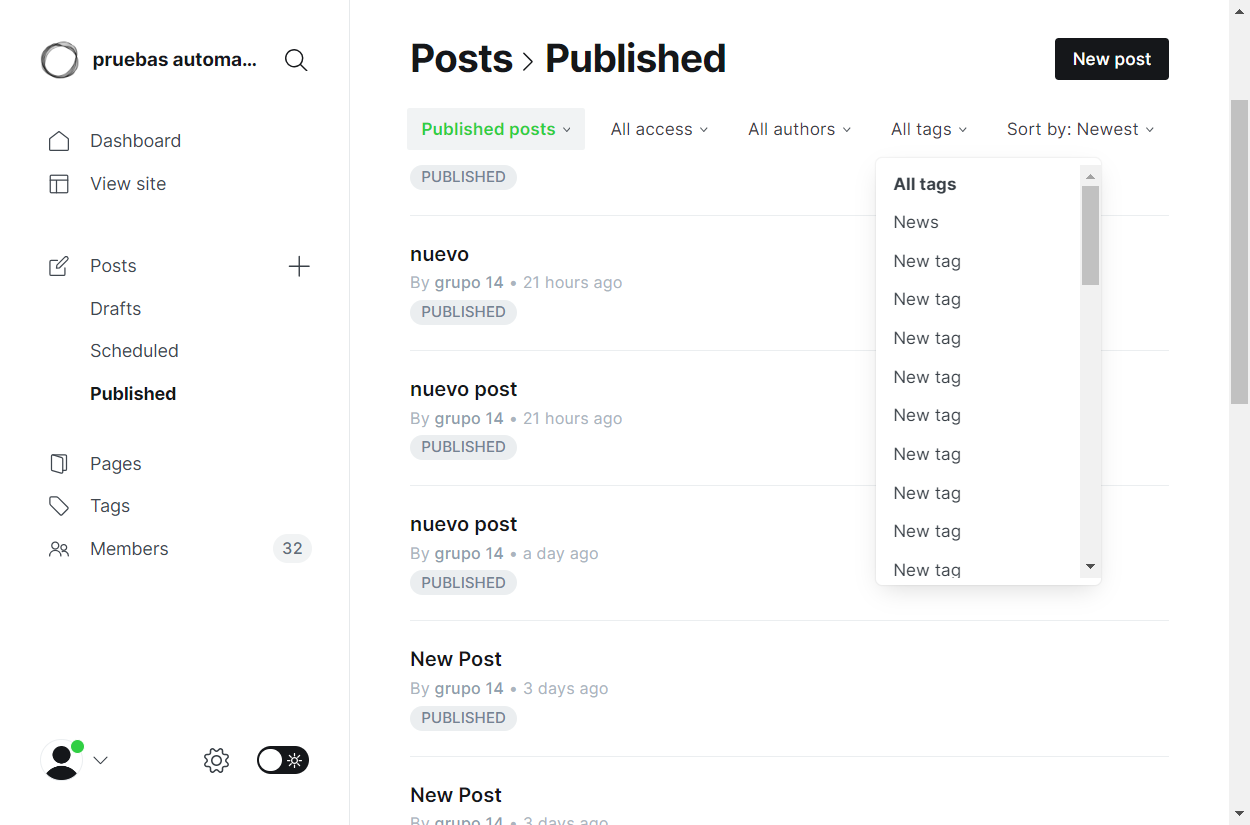 pruebas automa...
Dashboard
View site
Posts
Drafts
Scheduled
Published
Pages
Tags
Members 32
Posts > Published
New post
Published posts All access All authors All tags Sort by: Newest
PUBLISHED
nuevo
By grupo 14 • 21 hours ago
PUBLISHED
nuevo post
By grupo 14 • 21 hours ago
PUBLISHED
nuevo post
By grupo 14 • a day ago
PUBLISHED
New Post
By grupo 14 • 3 days ago
PUBLISHED
New Post
By grupo 14 • 3 days ago
All tags
News
New tag
New tag
New tag
New tag
New tag
New tag
New tag
New tag
New tag